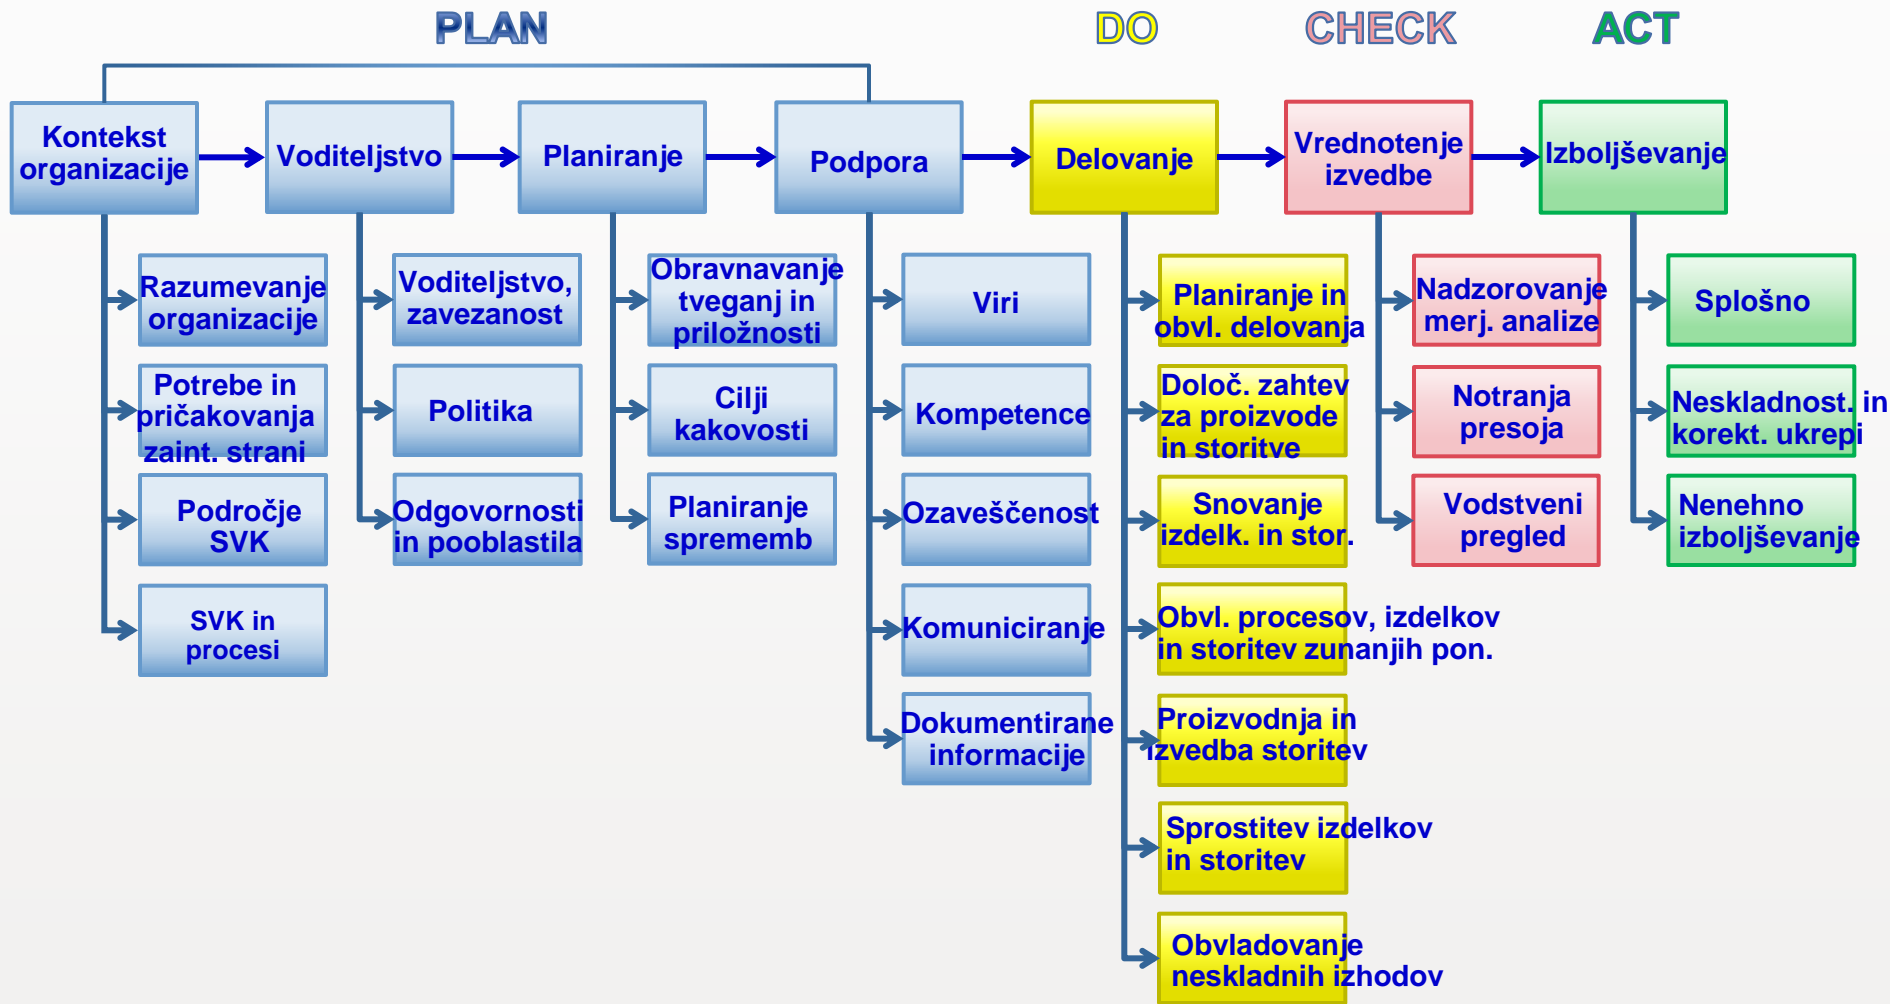 PLAN
DO
CHECK
ACT
Kontekst
organizacije
Voditeljstvo
Planiranje
Podpora
Delovanje
Vrednotenje
izvedbe
Izboljševanje
Razumevanje
organizacije
Potrebe in
pričakovanja
zaint. strani
Področje
SVK
SVK in
procesi
Voditeljstvo,
zavezanost
Politika
Odgovornosti
in pooblastila
Obravnavanje
tveganj in
priložnosti
Cilji
kakovosti
Planiranje
sprememb
Viri
Kompetence
Ozaveščenost
Komuniciranje
Dokumentirane
informacije
Planiranje in
obvl. delovanja
Določ. zahtev
za proizvode
in storitve
Snovanje
izdelk. in stor.
Obvl. procesov, izdelkov
in storitev zunanjih pon.
Proizvodnja in
izvedba storitev
Sprostitev izdelkov
in storitev
Obvladovanje
neskladnih izhodov
Nadzorovanje
merj. analize
Notranja
presoja
Vodstveni
pregled
Splošno
Neskladnost. in
korekt. ukrepi
Nenehno
izboljševanje